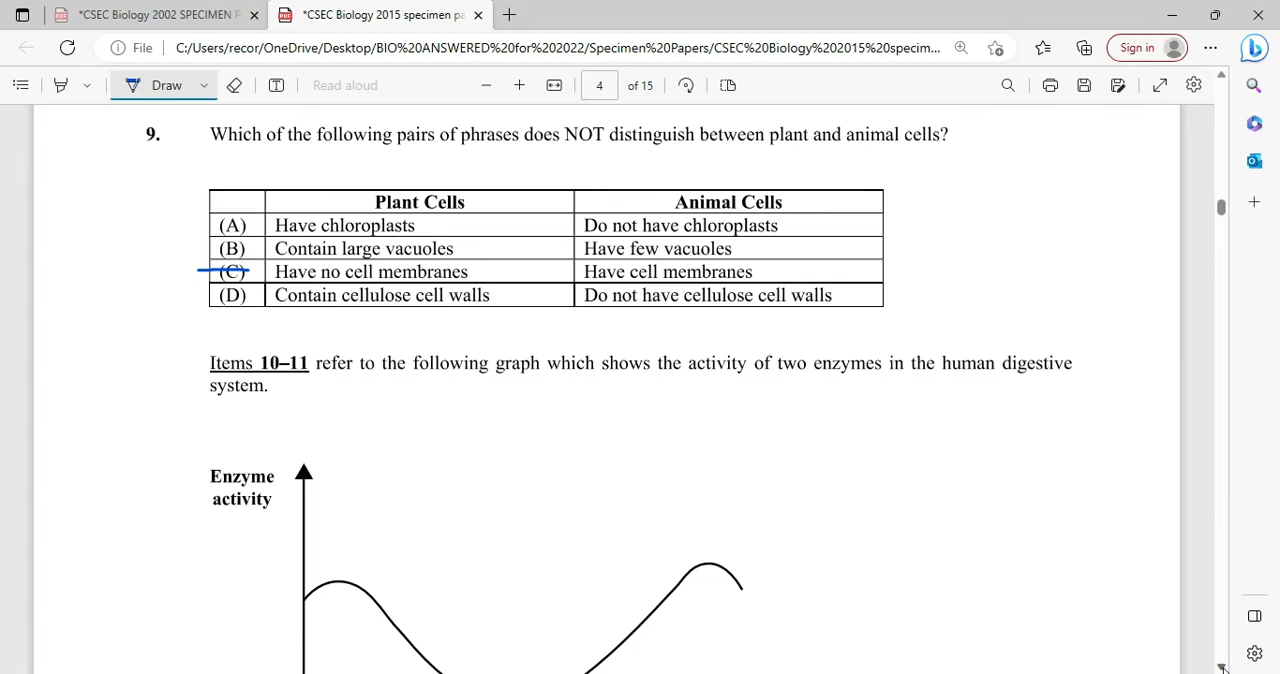 *CSEC Biology 2002 SPECIMEN P
*CSEC Biology 2015 specimen pa
File
C:/Users/recor/OneDrive/Desktop/BIO%20ANSWERED%20for%202022/Specimen%20Papers/CSEC%20Biology%202015%20specim...
Sign in
Draw
Read aloud
4 of 15
9. Which of the following pairs of phrases does NOT distinguish between plant and animal cells?
Plant Cells Animal Cells
(A) Have chloroplasts Do not have chloroplasts
(B) Contain large vacuoles Have few vacuoles
(C) Have no cell membranes Have cell membranes
(D) Contain cellulose cell walls Do not have cellulose cell walls
Items 10–11 refer to the following graph which shows the activity of two enzymes in the human digestive
system.
Enzyme
activity